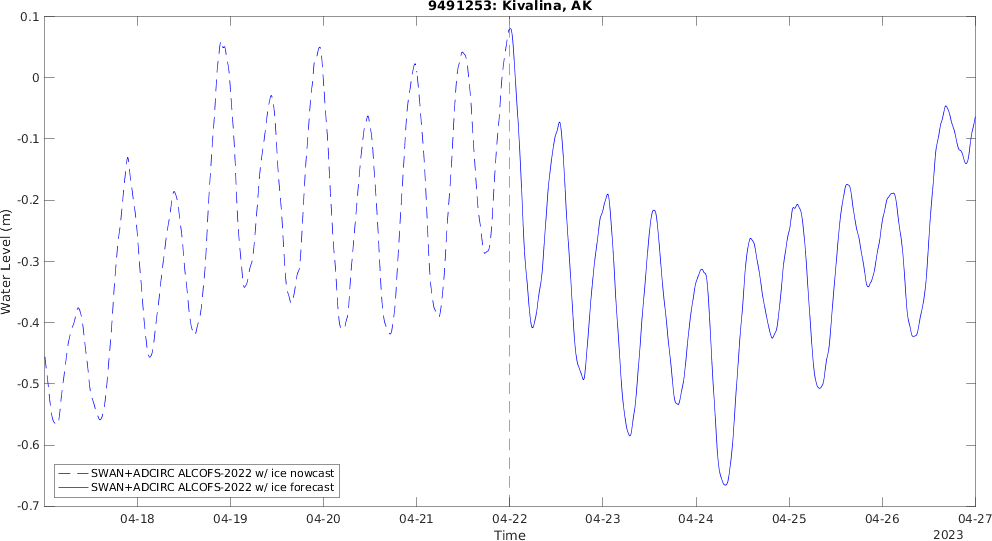 9491253: Kivalina, AK
0.1
0
-0.1
-0.2
-0.3
-0.4
-0.5
-0.6
-0.7
Water Level (m)
SWAN+ADCIRC ALCOFS-2022 w/ ice nowcast
SWAN+ADCIRC ALCOFS-2022 w/ ice forecast
04-18 04-19 04-20 04-21 04-22 04-23 04-24 04-25 04-26 04-27
Time
2023